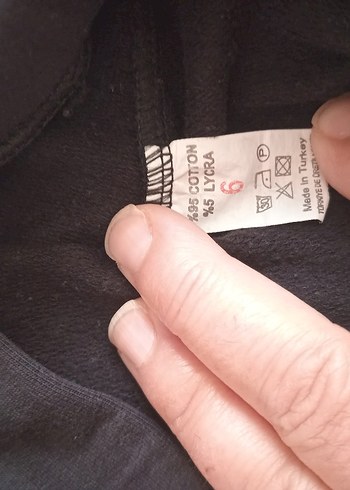 %95 COTTON
%5 LYCRA
6
P
Made in Turkey